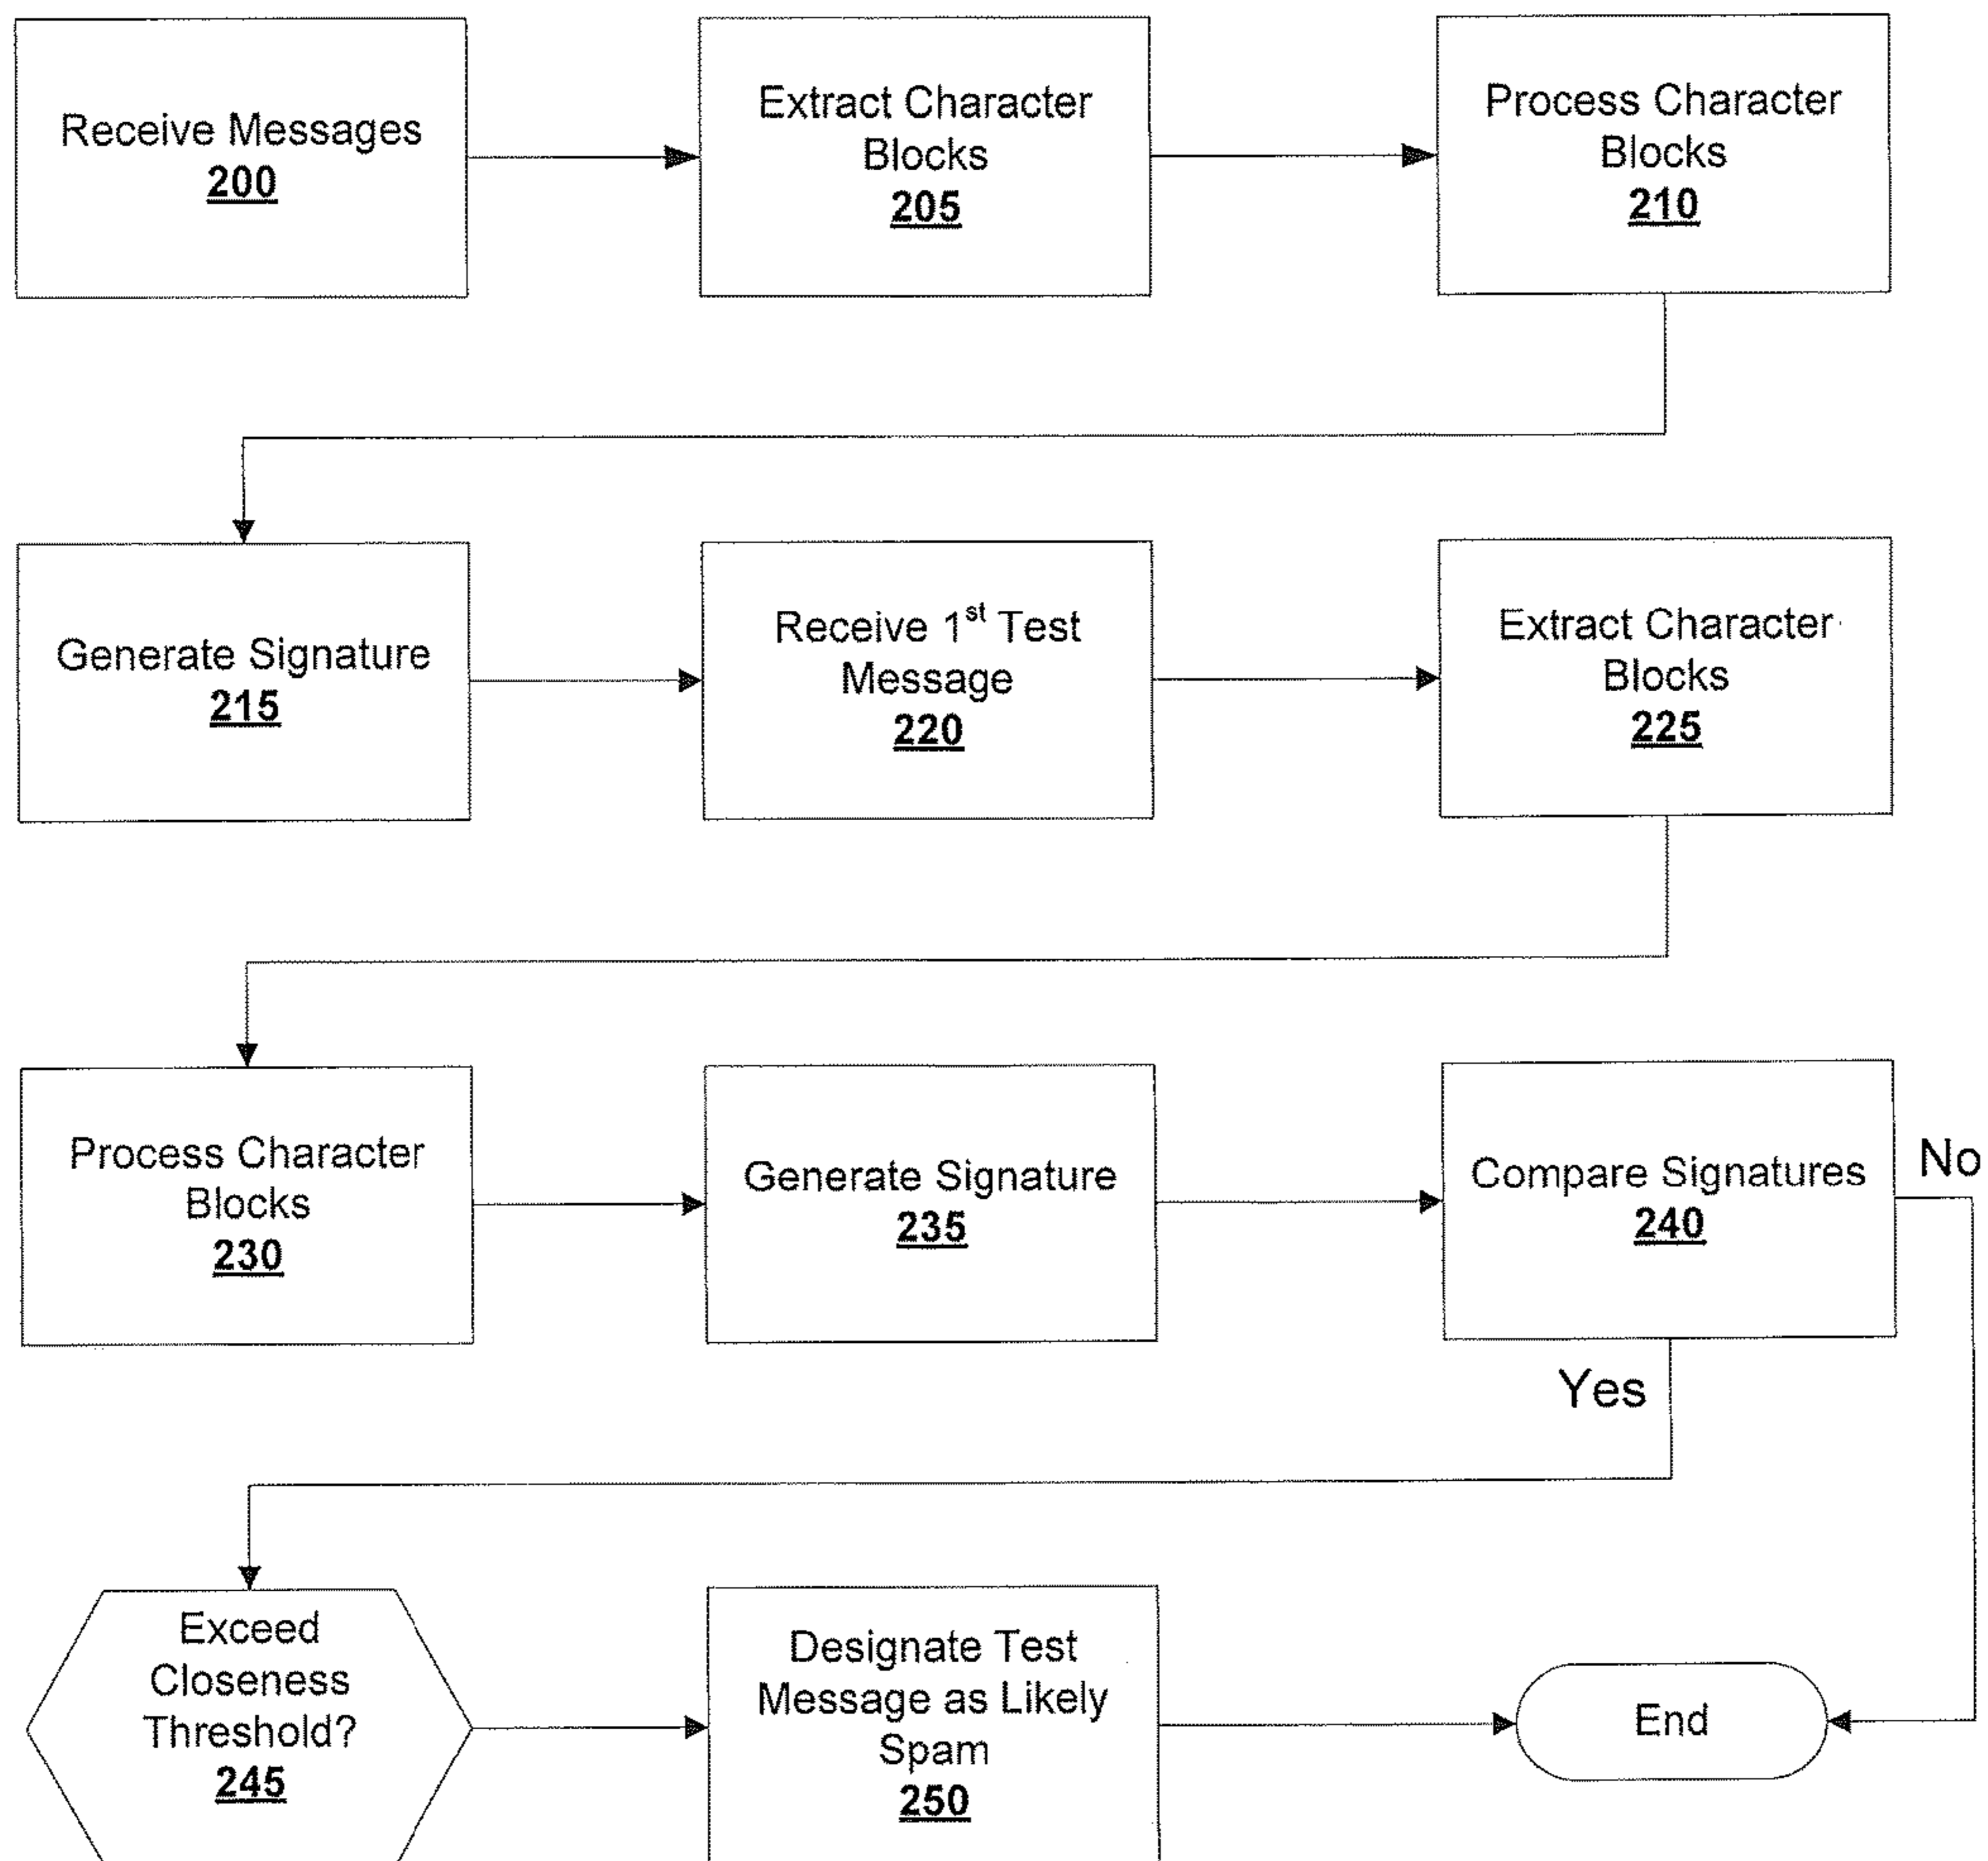 Receive Messages
200
Extract Character
Blocks
205
Process Character
Blocks
210
Generate Signature
215
Receive 1st Test
Message
220
Extract Character
Blocks
225
Process Character
Blocks
230
Generate Signature
235
Compare Signatures
240
No
Yes
Exceed
Closeness
Threshold?
245
Designate Test
Message as Likely
Spam
250
End